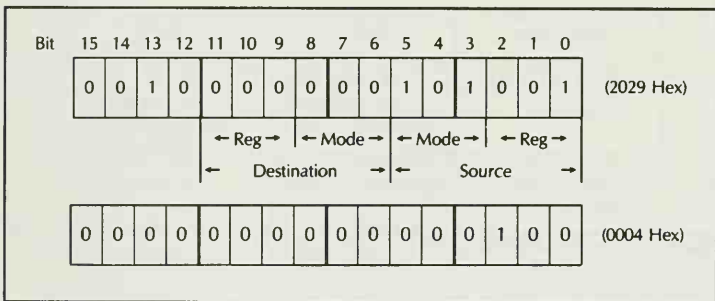 Bit 15 14 13 12 11 10 9 8 7 6 5 4 3 2 1 0
0 0 1 0 0 0 0 0 0 0 1 0 1 0 0 1 (2029 Hex)
← Reg → ← Mode → ← Mode → ← Reg →
← Destination → ← Source →
0 0 0 0 0 0 0 0 0 0 0 0 0 1 0 0 (0004 Hex)